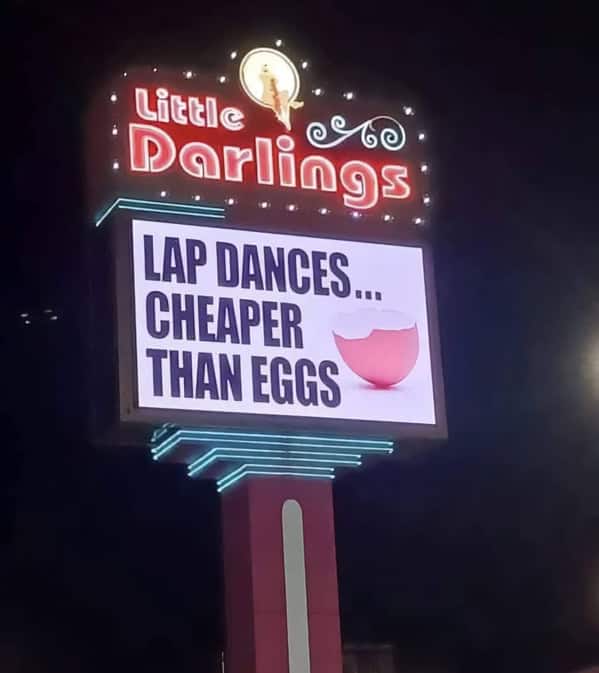 Little
Darlings
LAP DANCES...
CHEAPER
THAN EGGS